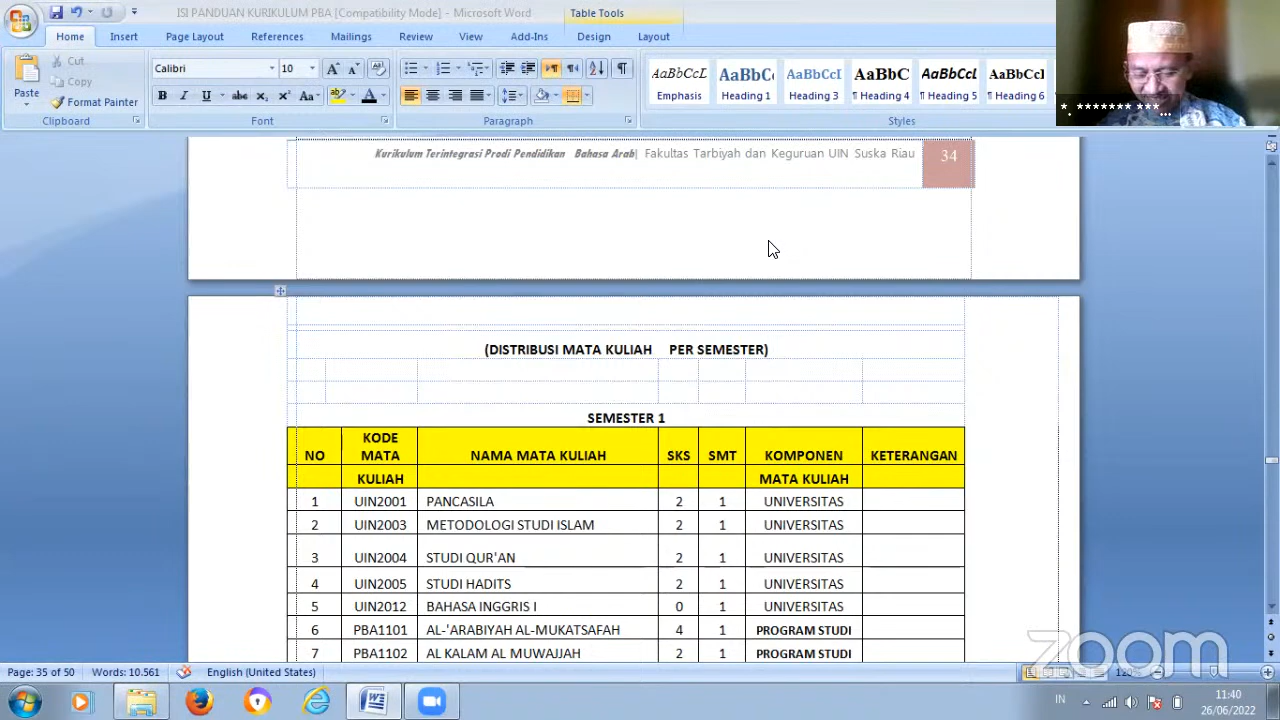 ISI PANDUAN KURIKULUM PBA [Compatibility Mode] - Microsoft Word
Table Tools
Home Insert Page Layout References Mailings Review View Add-Ins Design Layout
Paste
Cut
Copy
Format Painter
Clipboard
Calibri 10
Font
Paragraph
AaBbCcL AaBbCc AaBbCcI AaBbC AaBbCc AaBbCcI
Emphasis Heading 1 Heading 3 ¶ Heading 4 ¶ Heading 5 ¶ Heading 6
Styles
*. ******* ***...
Kurikulum Terintegrasi Prodi Pendidikan Bahasa Arab| Fakultas Tarbiyah dan Keguruan UIN Suska Riau 34
(DISTRIBUSI MATA KULIAH PER SEMESTER)
SEMESTER 1
NO KODE MATA KULIAH NAMA MATA KULIAH SKS SMT KOMPONEN MATA KULIAH KETERANGAN
1 UIN2001 PANCASILA 2 1 UNIVERSITAS
2 UIN2003 METODOLOGI STUDI ISLAM 2 1 UNIVERSITAS
3 UIN2004 STUDI QUR'AN 2 1 UNIVERSITAS
4 UIN2005 STUDI HADITS 2 1 UNIVERSITAS
5 UIN2012 BAHASA INGGRIS I 0 1 UNIVERSITAS
6 PBA1101 AL-'ARABIYAH AL-MUKATSAFAH 4 1 PROGRAM STUDI
7 PBA1102 AL KALAM AL MUWAJJAH 2 1 PROGRAM STUDI
zoom
Page: 35 of 50 Words: 10.561 English (United States) 120%
IN
11:40
26/06/2022